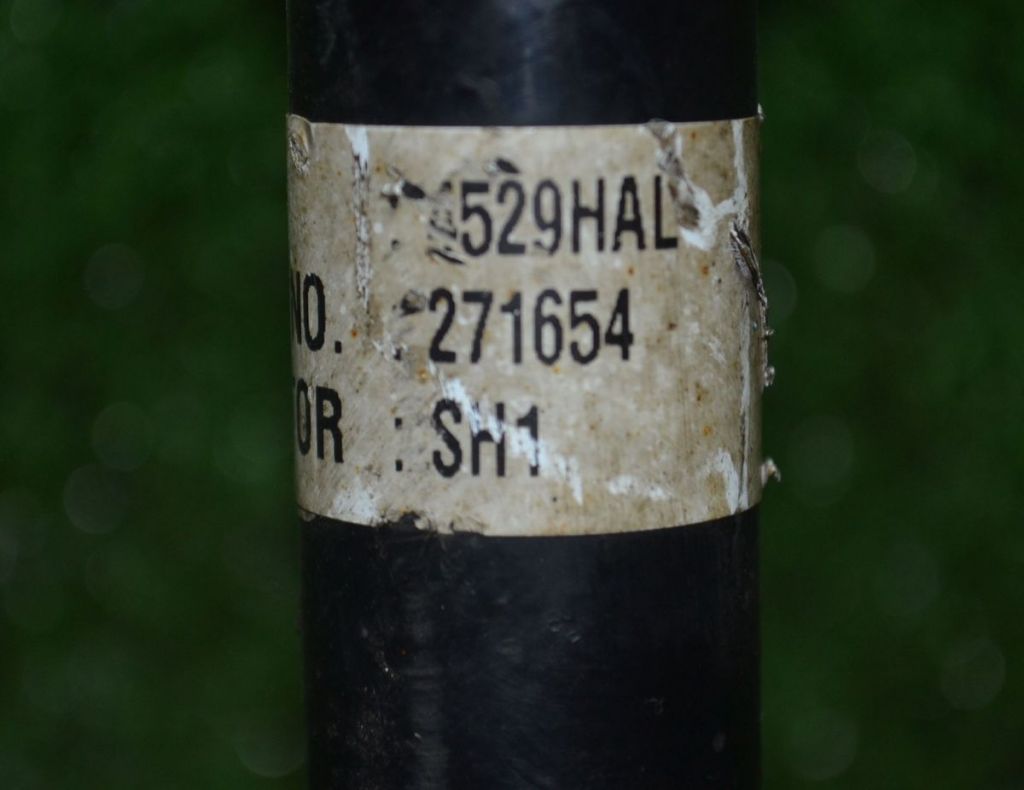 : 529HAL
NO. : 271654
OR : SH1